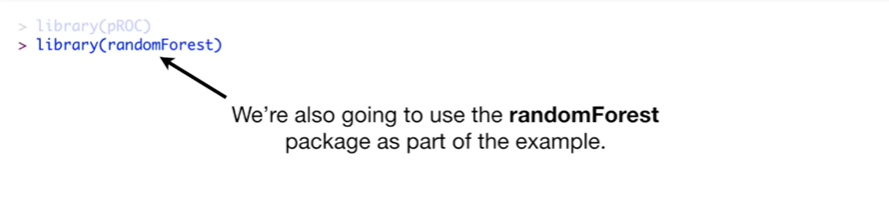 > library(pROC)
> library(randomForest)
We're also going to use the randomForest
package as part of the example.